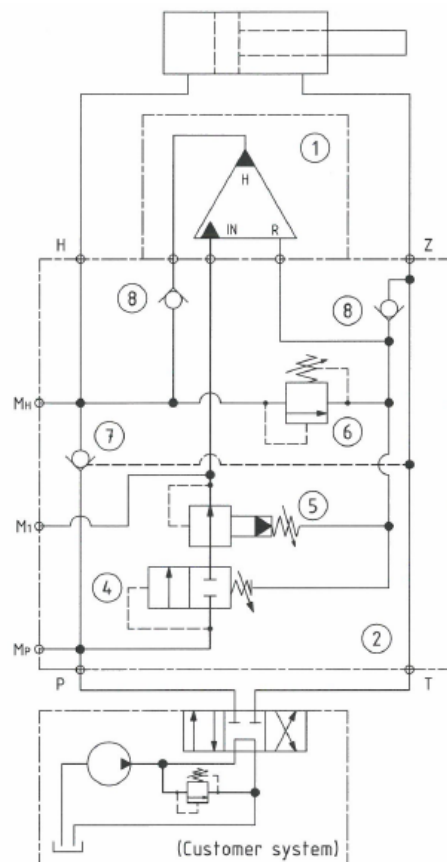 1
H
IN R
H Z
8 8
MH
6
7
M1 5
4
MP
2
P T
(Customer system)